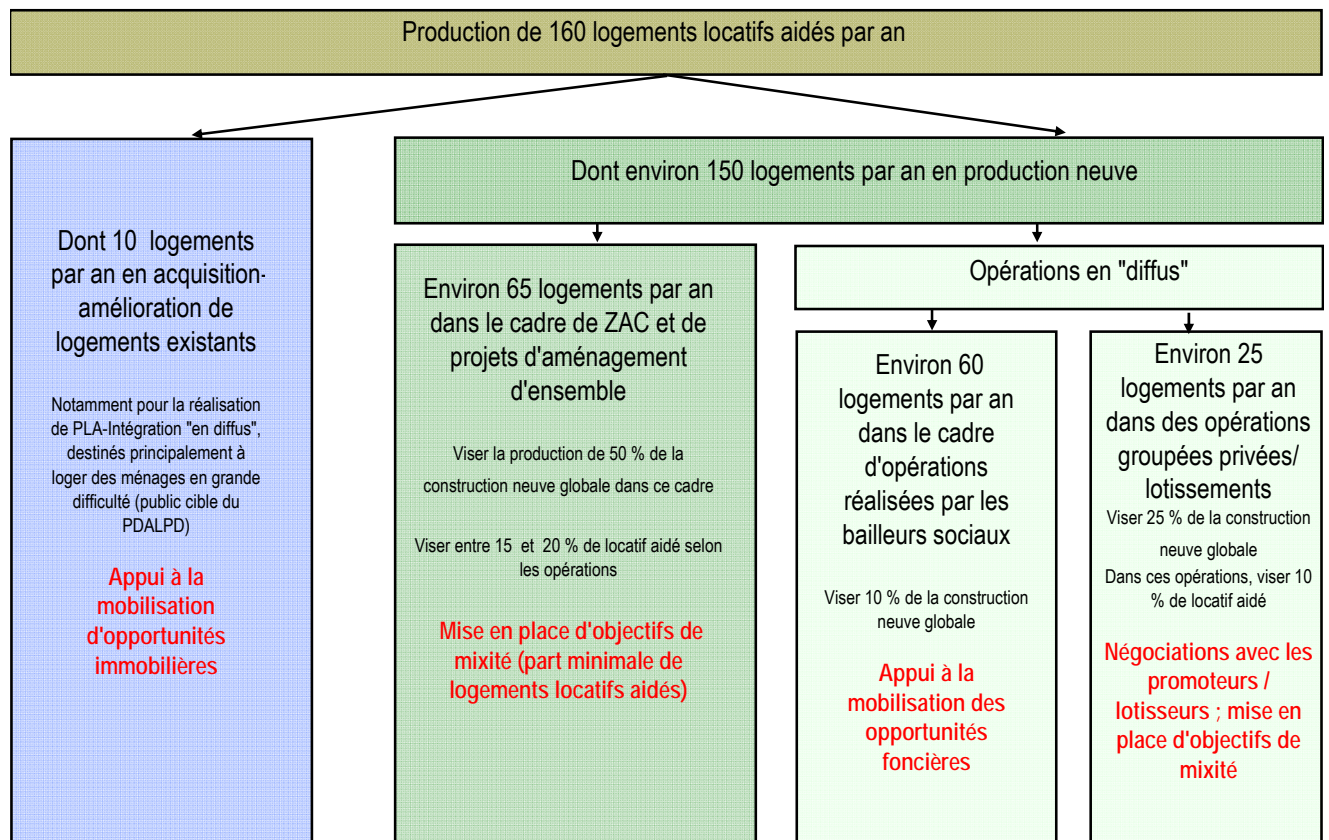 Production de 160 logements locatifs aidés par an
Dont 10 logements
par an en acquisition-
amélioration de
logements existants
Notamment pour la réalisation
de PLA-Intégration "en diffus",
destinés principalement à
loger des ménages en grande
difficulté (public cible du
PDALPD)
Appui à la
mobilisation
d'opportunités
immobilières
Dont environ 150 logements par an en production neuve
Environ 65 logements par an
dans le cadre de ZAC et de
projets d'aménagement
d'ensemble
Viser la production de 50 % de la
construction neuve globale dans ce cadre
Viser entre 15 et 20 % de locatif aidé selon
les opérations
Mise en place d'objectifs de
mixité (part minimale de
logements locatifs aidés)
Opérations en "diffus"
Environ 60
logements par an
dans le cadre
d'opérations
réalisées par les
bailleurs sociaux
Viser 10 % de la construction
neuve globale
Appui à la
mobilisation des
opportunités
foncières
Environ 25
logements par an
dans des opérations
groupées privées/
lotissements
Viser 25 % de la construction
neuve globale
Dans ces opérations, viser 10
% de locatif aidé
Négociations avec les
promoteurs /
lotisseurs ; mise en
place d'objectifs de
mixité